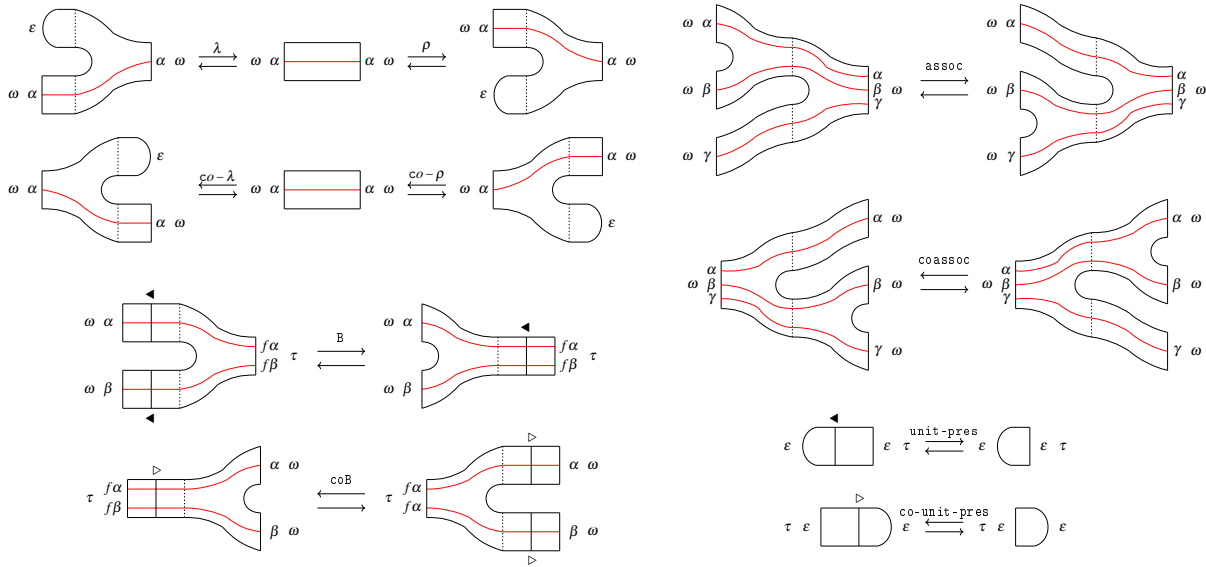 ε
α ω
ω α
λ
ω α
α ω
ρ
ω α
α ω
ε
ε
ω α
α ω
co−λ
ω α
α ω
co−ρ
α ω
ω α
ε
ω α
fα
fβ τ
ω β
B
ω α
fα
fβ τ
ω β
α ω
τ fα
fβ
β ω
coB
α ω
τ fα
fα
β ω
ω α
ω β
ω γ
α
β ω
γ
assoc
ω α
ω β
ω γ
α
β ω
γ
α ω
α
ω β
γ
β ω
γ ω
coassoc
α ω
α
ω β
γ
β ω
γ ω
ε
ε τ
unit-pres
ε
ε τ
τ ε
ε
co-unit-pres
τ ε
ε